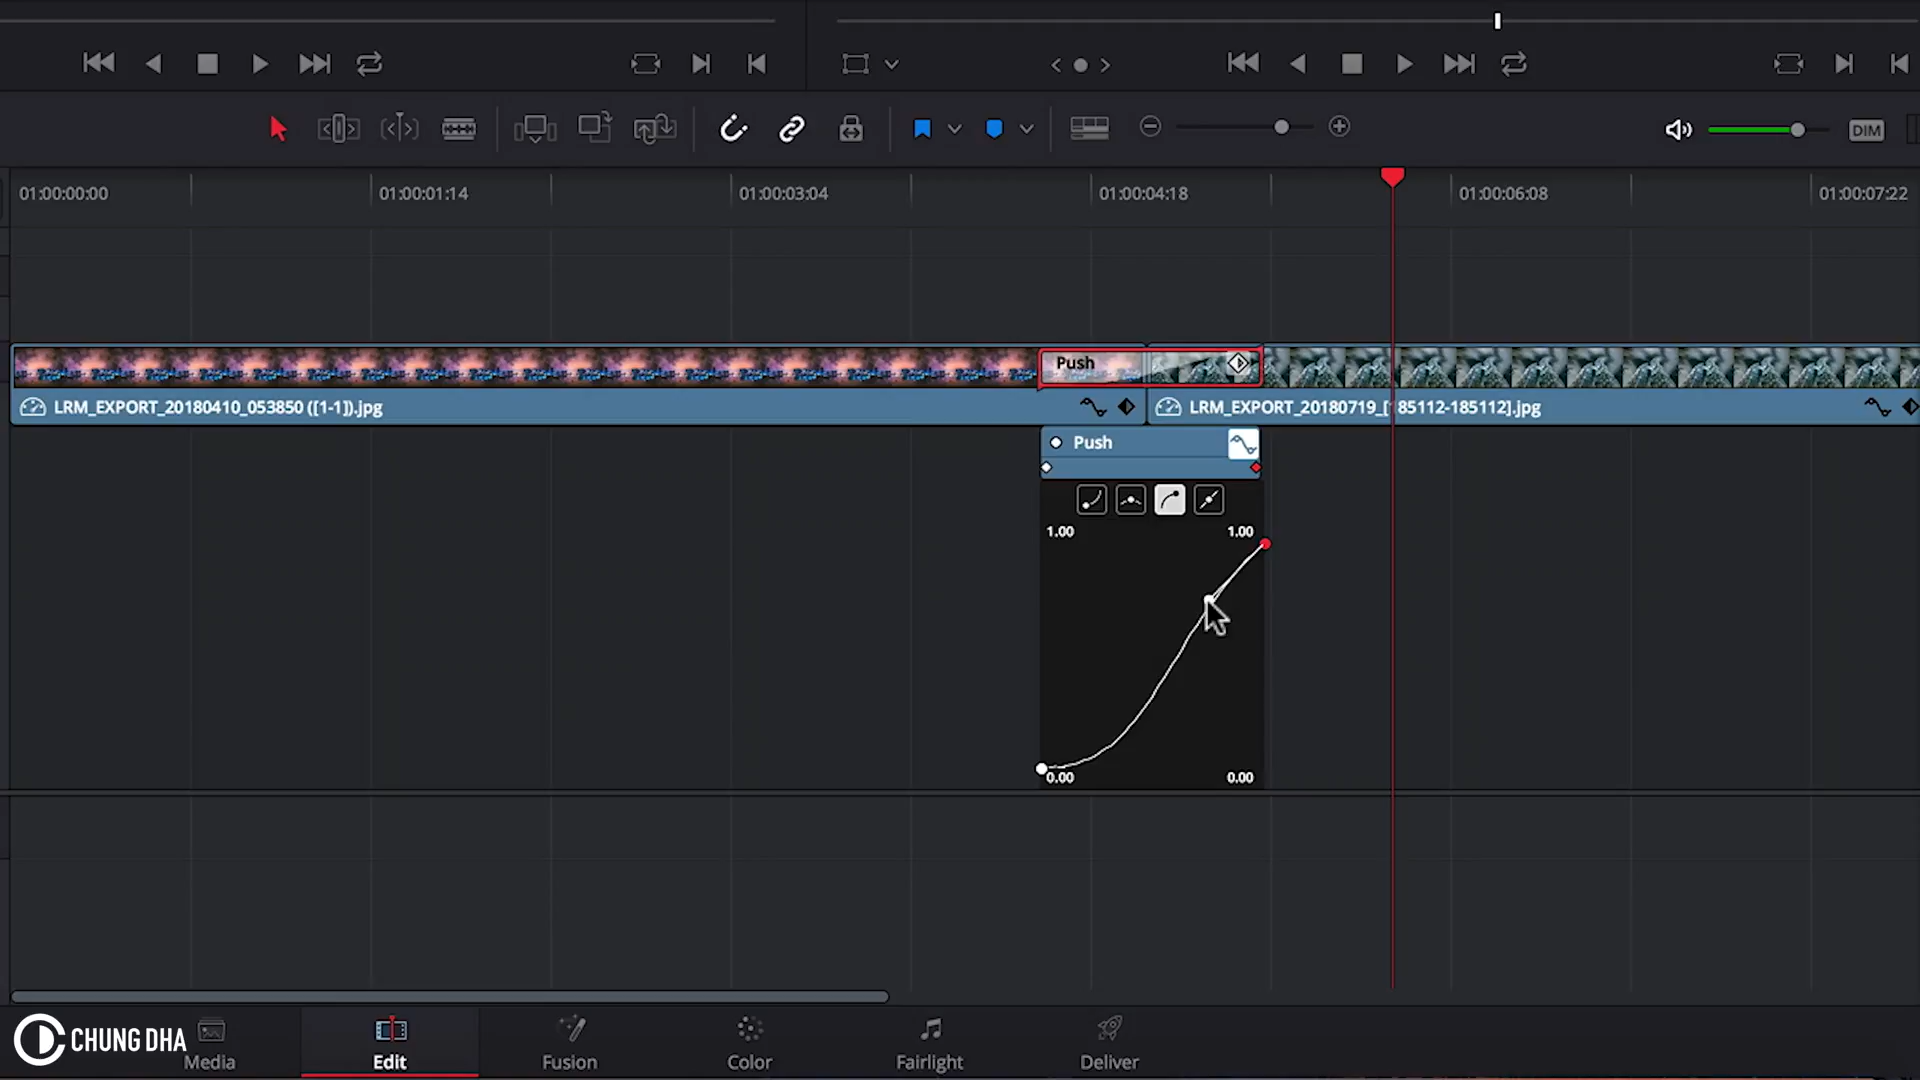 DIM
01:00:00:00
01:00:01:14
01:00:03:04
01:00:04:18
01:00:06:08
01:00:07:22
Push
LRM_EXPORT_20180410_053850 ([1-1]).jpg
LRM_EXPORT_20180719_[185112-185112].jpg
Push
1.00
1.00
0.00
0.00
CHUNG DHA
Media
Edit
Fusion
Color
Fairlight
Deliver